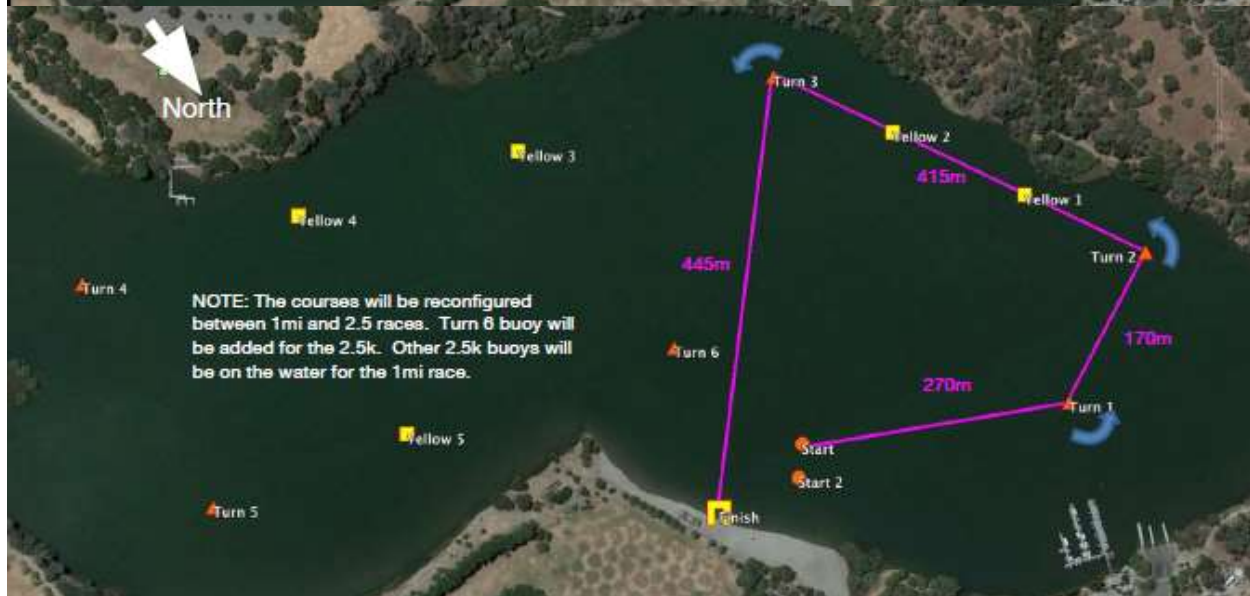 North
Turn 3
Yellow 2
Yellow 3
415m
Yellow 1
Yellow 4
Turn 2
445m
Turn 4
NOTE: The courses will be reconfigured
between 1mi and 2.5 races. Turn 6 buoy will
be added for the 2.5k. Other 2.5k buoys will
be on the water for the 1mi race.
Turn 6
170m
270m
Turn 1
Yellow 5
Start
Start 2
Turn 5
Finish